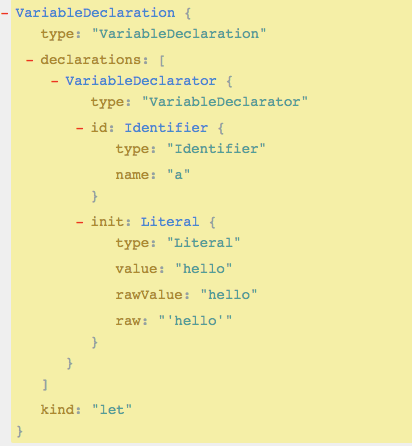 - VariableDeclaration {
type: "VariableDeclaration"
- declarations: [
- VariableDeclarator {
type: "VariableDeclarator"
- id: Identifier {
type: "Identifier"
name: "a"
}
- init: Literal {
type: "Literal"
value: "hello"
rawValue: "hello"
raw: "'hello'"
}
}
]
kind: "let"
}